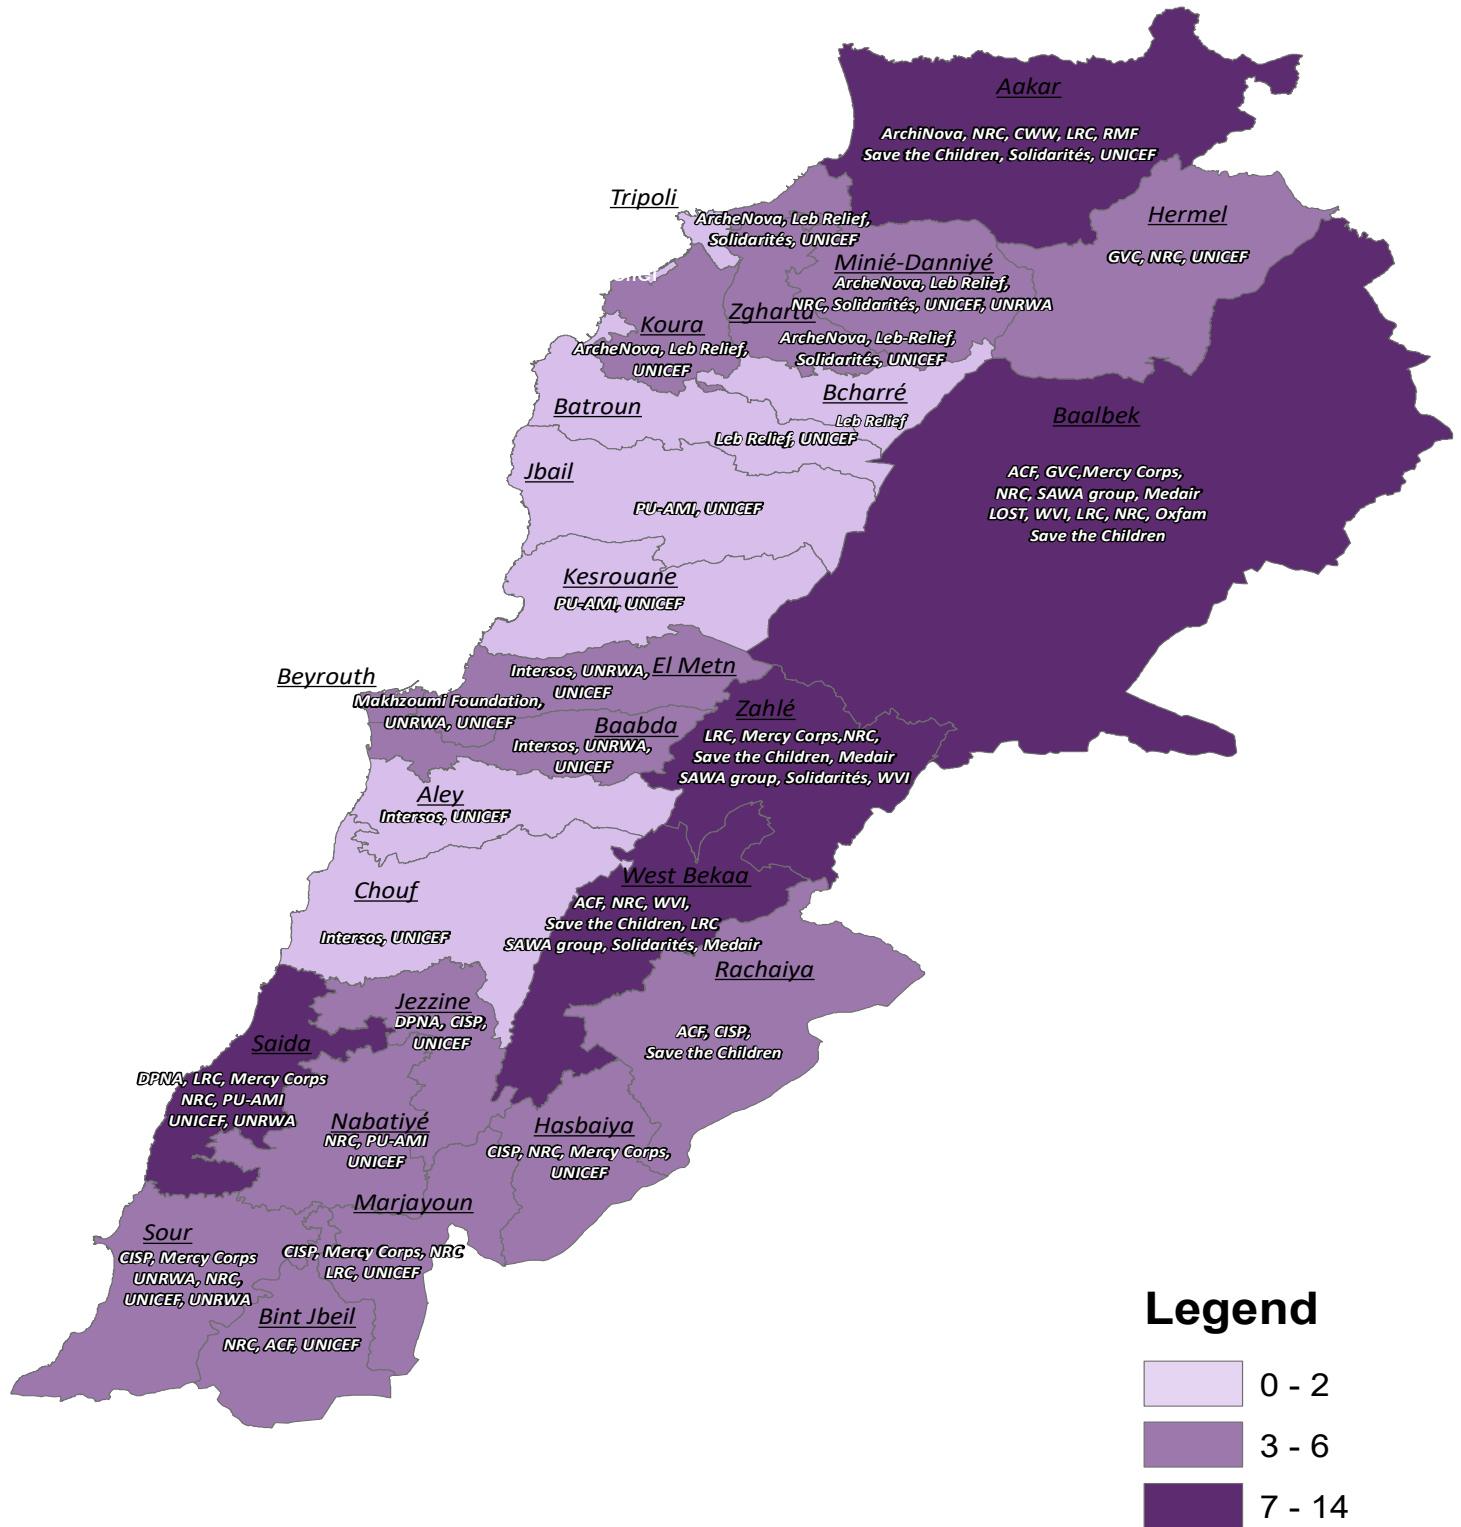 Aakar
ArchiNova, NRC, CWW, LRC, RMF
Save the Children, Solidarités, UNICEF
Tripoli
ArcheNova, Leb Relief,
Solidarités, UNICEF
Hermel
GVC, NRC, UNICEF
Minié-Danniyé
ArcheNova, Leb Relief,
NRC, Solidarités, UNICEF, UNRWA
Zgharta
ArcheNova, Leb-Relief,
Solidarités, UNICEF
Koura
ArcheNova, Leb Relief,
UNICEF
Bcharré
Leb Relief
Batroun
Leb Relief, UNICEF
Baalbek
ACF, GVC,Mercy Corps,
NRC, SAWA group, Medair
LOST, WVI, LRC, NRC, Oxfam
Save the Children
Jbail
PU-AMI, UNICEF
Kesrouane
PU-AMI, UNICEF
El Metn
Intersos, UNRWA,
UNICEF
Beyrouth
Makhzoumi Foundation,
UNRWA, UNICEF
Baabda
Intersos, UNRWA,
UNICEF
Zahlé
LRC, Mercy Corps,NRC,
Save the Children, Medair
SAWA group, Solidarités, WVI
Aley
Intersos, UNICEF
Chouf
Intersos, UNICEF
West Bekaa
ACF, NRC, WVI,
Save the Children, LRC
SAWA group, Solidarités, Medair
Rachaiya
ACF, CISP,
Save the Children
Jezzine
DPNA, CISP,
UNICEF
Saida
DPNA, LRC, Mercy Corps
NRC, PU-AMI
UNICEF, UNRWA
Nabatiyé
NRC, PU-AMI
UNICEF
Hasbaiya
CISP, NRC, Mercy Corps,
UNICEF
Marjayoun
CISP, Mercy Corps, NRC
LRC, UNICEF
Sour
CISP, Mercy Corps
UNRWA, NRC,
UNICEF, UNRWA
Bint Jbeil
NRC, ACF, UNICEF
Legend
0 - 2
3 - 6
7 - 14